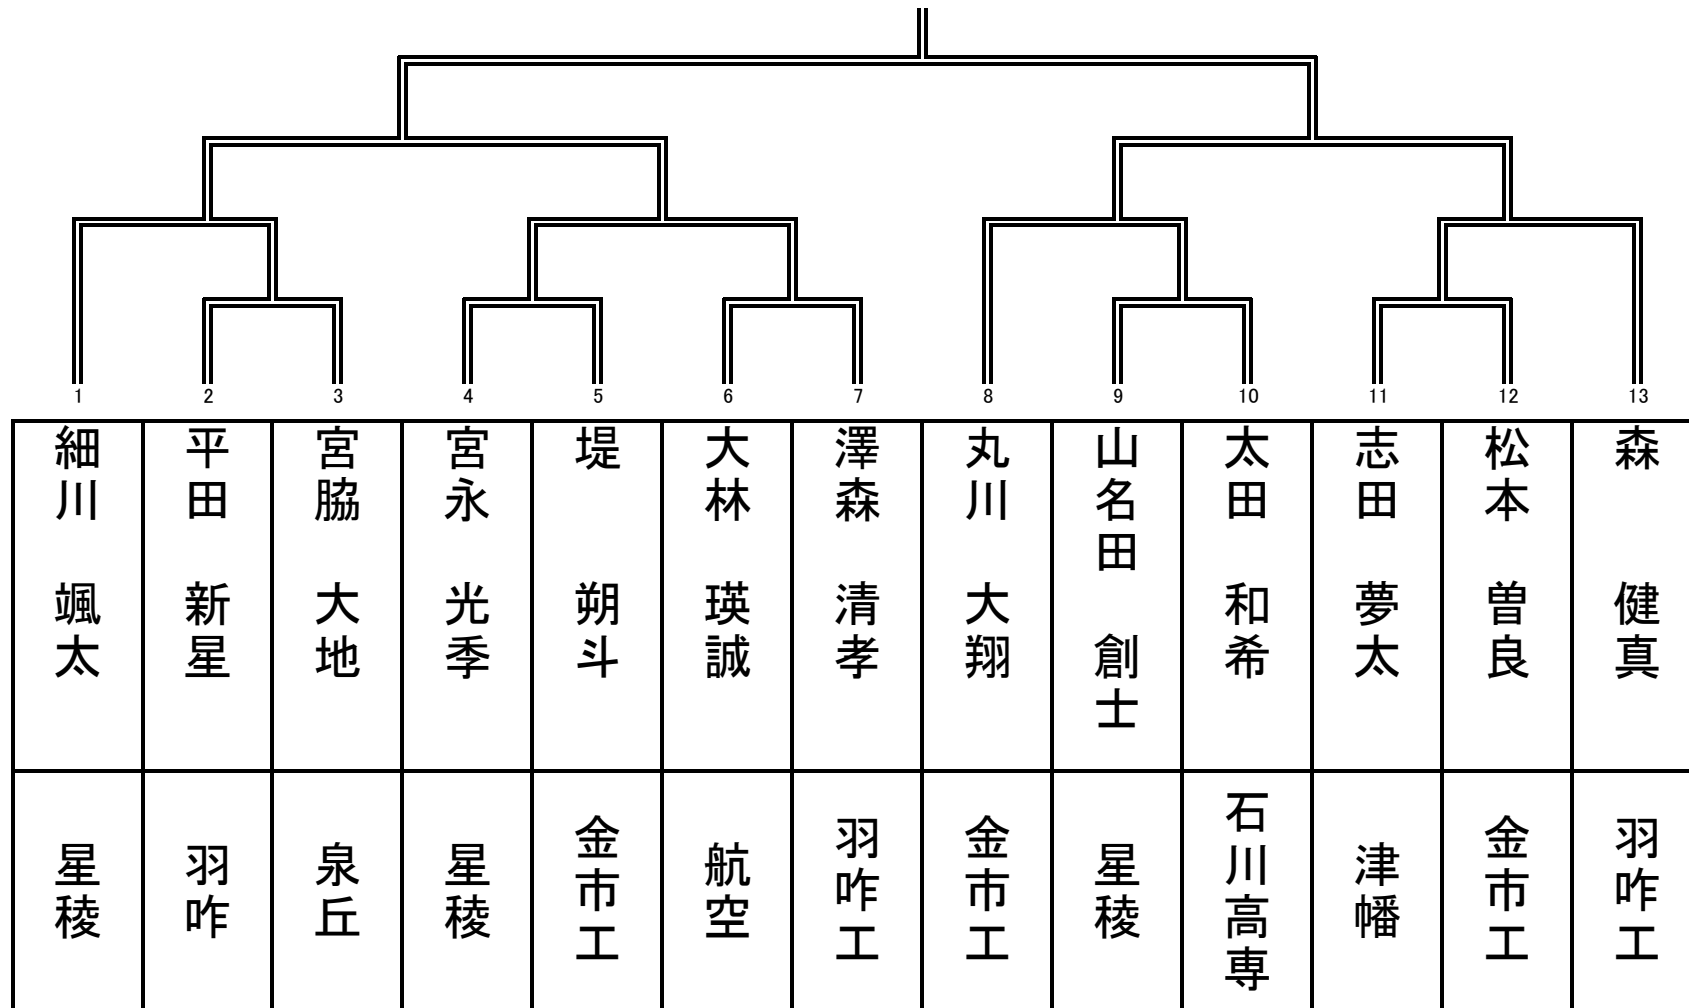 1 2 3 4 5 6 7 8 9 10 11 12 13
細川 颯太
平田 新星
宮脇 大地
宮永 光季
堤 朔斗
大林 瑛誠
澤森 清孝
丸川 大翔
山名田 創士
太田 和希
志田 夢太
松本 曽良
森 健真
星稜
羽咋
泉丘
星稜
金市工
航空
羽咋工
金市工
星稜
石川高専
津幡
金市工
羽咋工